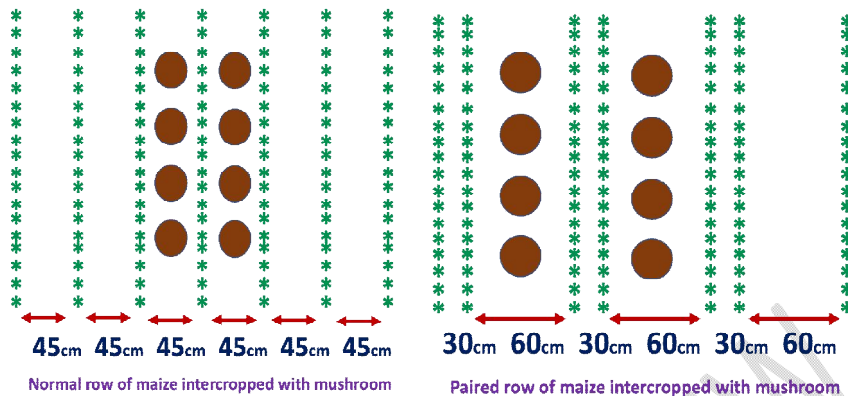 45cm 45cm 45cm 45cm 45cm 45cm
Normal row of maize intercropped with mushroom
30cm 60cm 30cm 60cm 30cm 60cm
Paired row of maize intercropped with mushroom